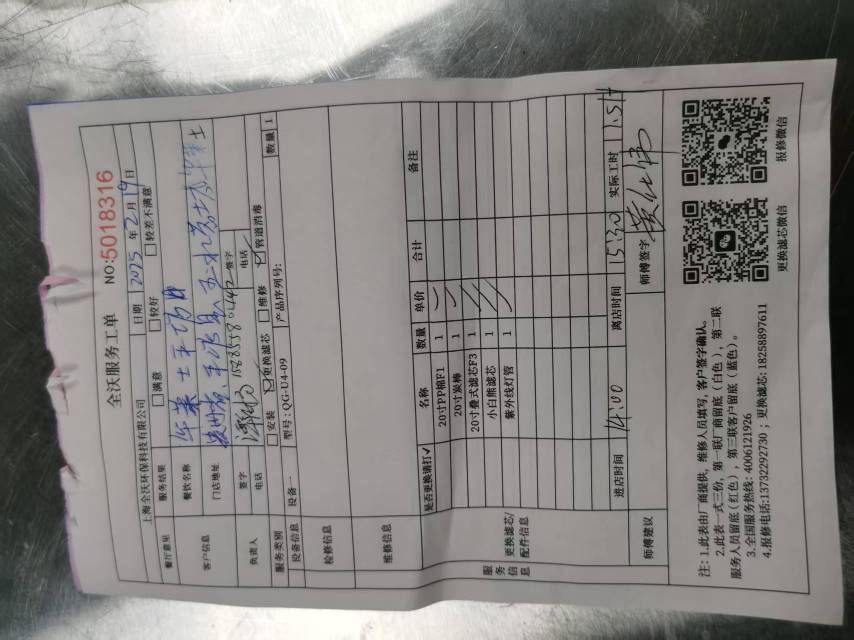 全沃服务工单
NO:5018316
上海全沃环保科技有限公司
日期 2025 年 2 月 19 日
餐厅意见 服务结果 □满意 □较好 □较差不满意
客户信息 餐饮名称 华莱士平坝
门店地址
负责人 签字 签字
电话 电话
服务类别 □安装 ☑更换滤芯 □维修 ☑管道消毒
设备信息 设备一 型号:QG-U4-09 产品序列号: 数量 1
检修信息
维修信息
服务信息 更换滤芯/配件信息
是否更换请打✓ 名称 数量 单价 合计 备注
20寸PP棉F1 1
20寸炭棒 1
20寸叠式滤芯F3 1
小白熊滤芯 1
紫外线灯管 1
进店时间 14:00 离店时间 15:30 实际工时 1.5H
师傅建议 师傅签字
注: 1.此表由厂商提供,维修人员填写,客户签字确认。
2.此表一式三份,第一联厂商留底(白色),第二联
服务人员留底(红色),第三联客户留底(蓝色)。
3.全国服务热线: 4006121926
4.报修电话:13732292730 ; 更换滤芯: 18258897611
更换滤芯微信 报修微信